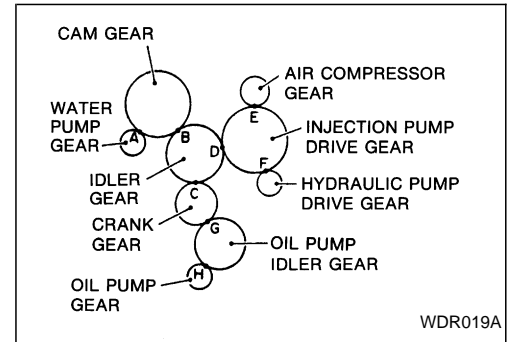 CAM GEAR
AIR COMPRESSOR
GEAR
WATER
PUMP
GEAR
A
B
E
INJECTION PUMP
DRIVE GEAR
D
F
IDLER
GEAR
HYDRAULIC PUMP
DRIVE GEAR
C
CRANK
GEAR
G
OIL PUMP
IDLER GEAR
H
OIL PUMP
GEAR
WDR019A